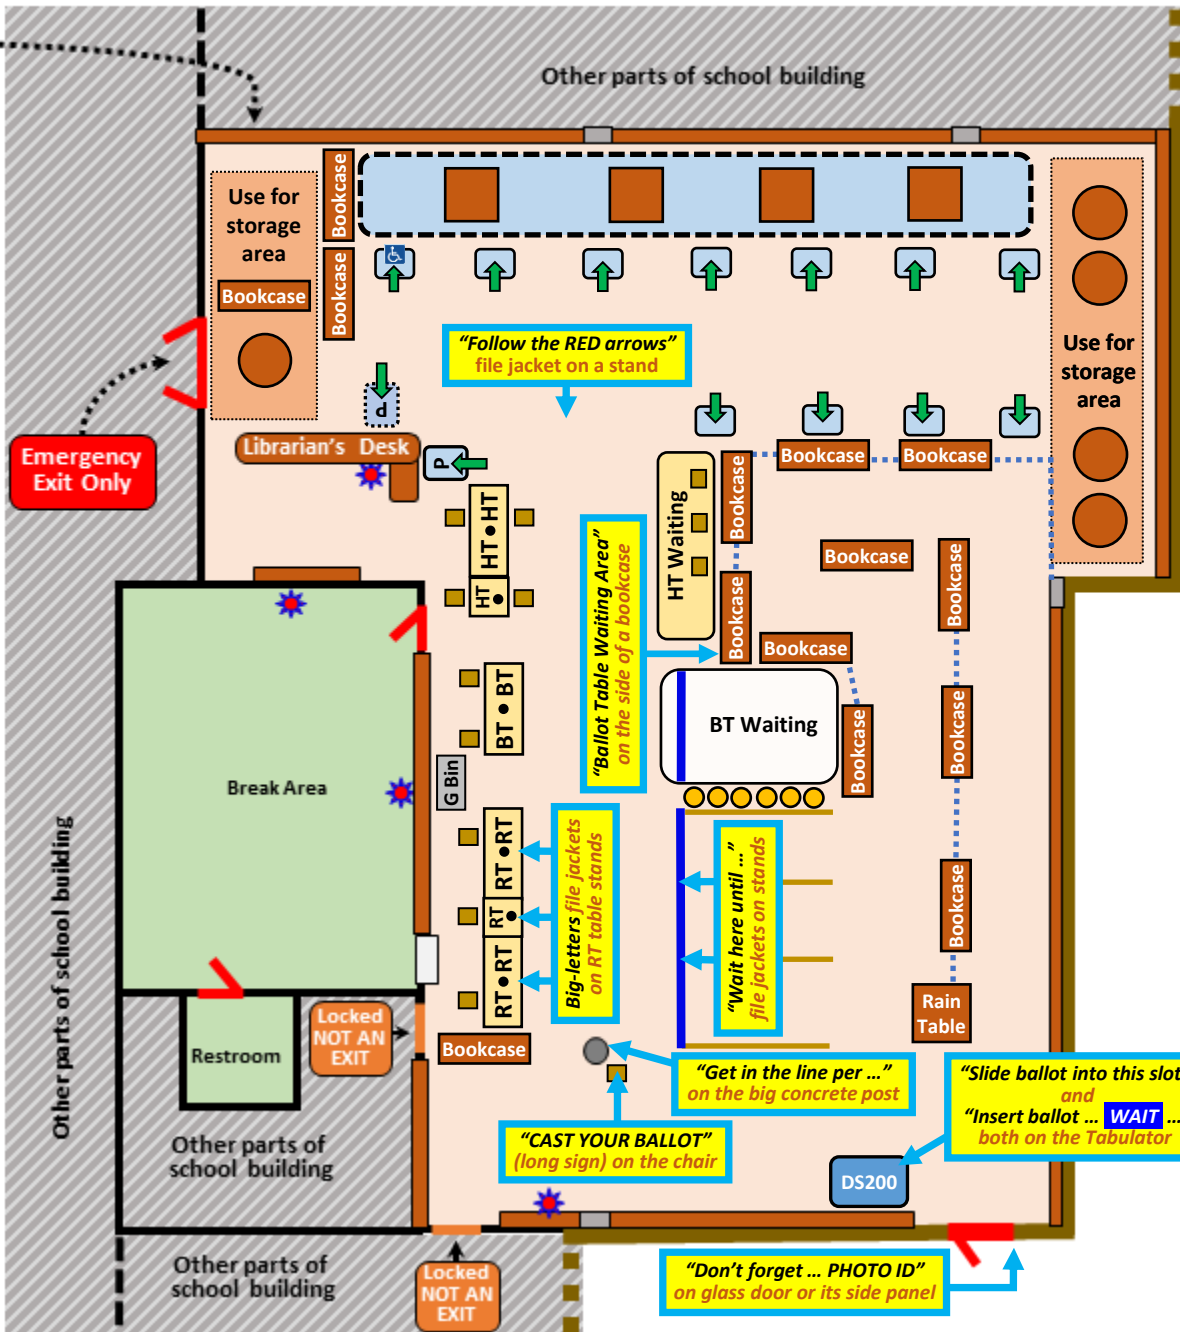 Other parts of school building
Use for
storage
area
Bookcase
Bookcase
Bookcase
Use for
storage
area
“Follow the RED arrows”
file jacket on a stand
P
Librarian’s Desk
P
Emergency
Exit Only
Bookcase
Bookcase
HT Waiting
Bookcase
Bookcase
Bookcase
Bookcase
Bookcase
HT • HT
HT •
“Ballot Table Waiting Area”
on the side of a bookcase
BT • BT
BT Waiting
Bookcase
Bookcase
Break Area
G Bin
RT • RT
RT •
RT • RT
Big-letters file jackets
on RT table stands
“Wait here until ...”
file jackets on stands
Bookcase
Rain
Table
Other parts of school building
Restroom
Locked
NOT AN
EXIT
Bookcase
“Get in the line per ...”
on the big concrete post
“Slide ballot into this slot
and
“Insert ballot ... WAIT ...
both on the Tabulator
“CAST YOUR BALLOT”
(long sign) on the chair
Other parts of
school building
DS200
Other parts of
school building
Locked
NOT AN
EXIT
“Don’t forget ... PHOTO ID”
on glass door or its side panel